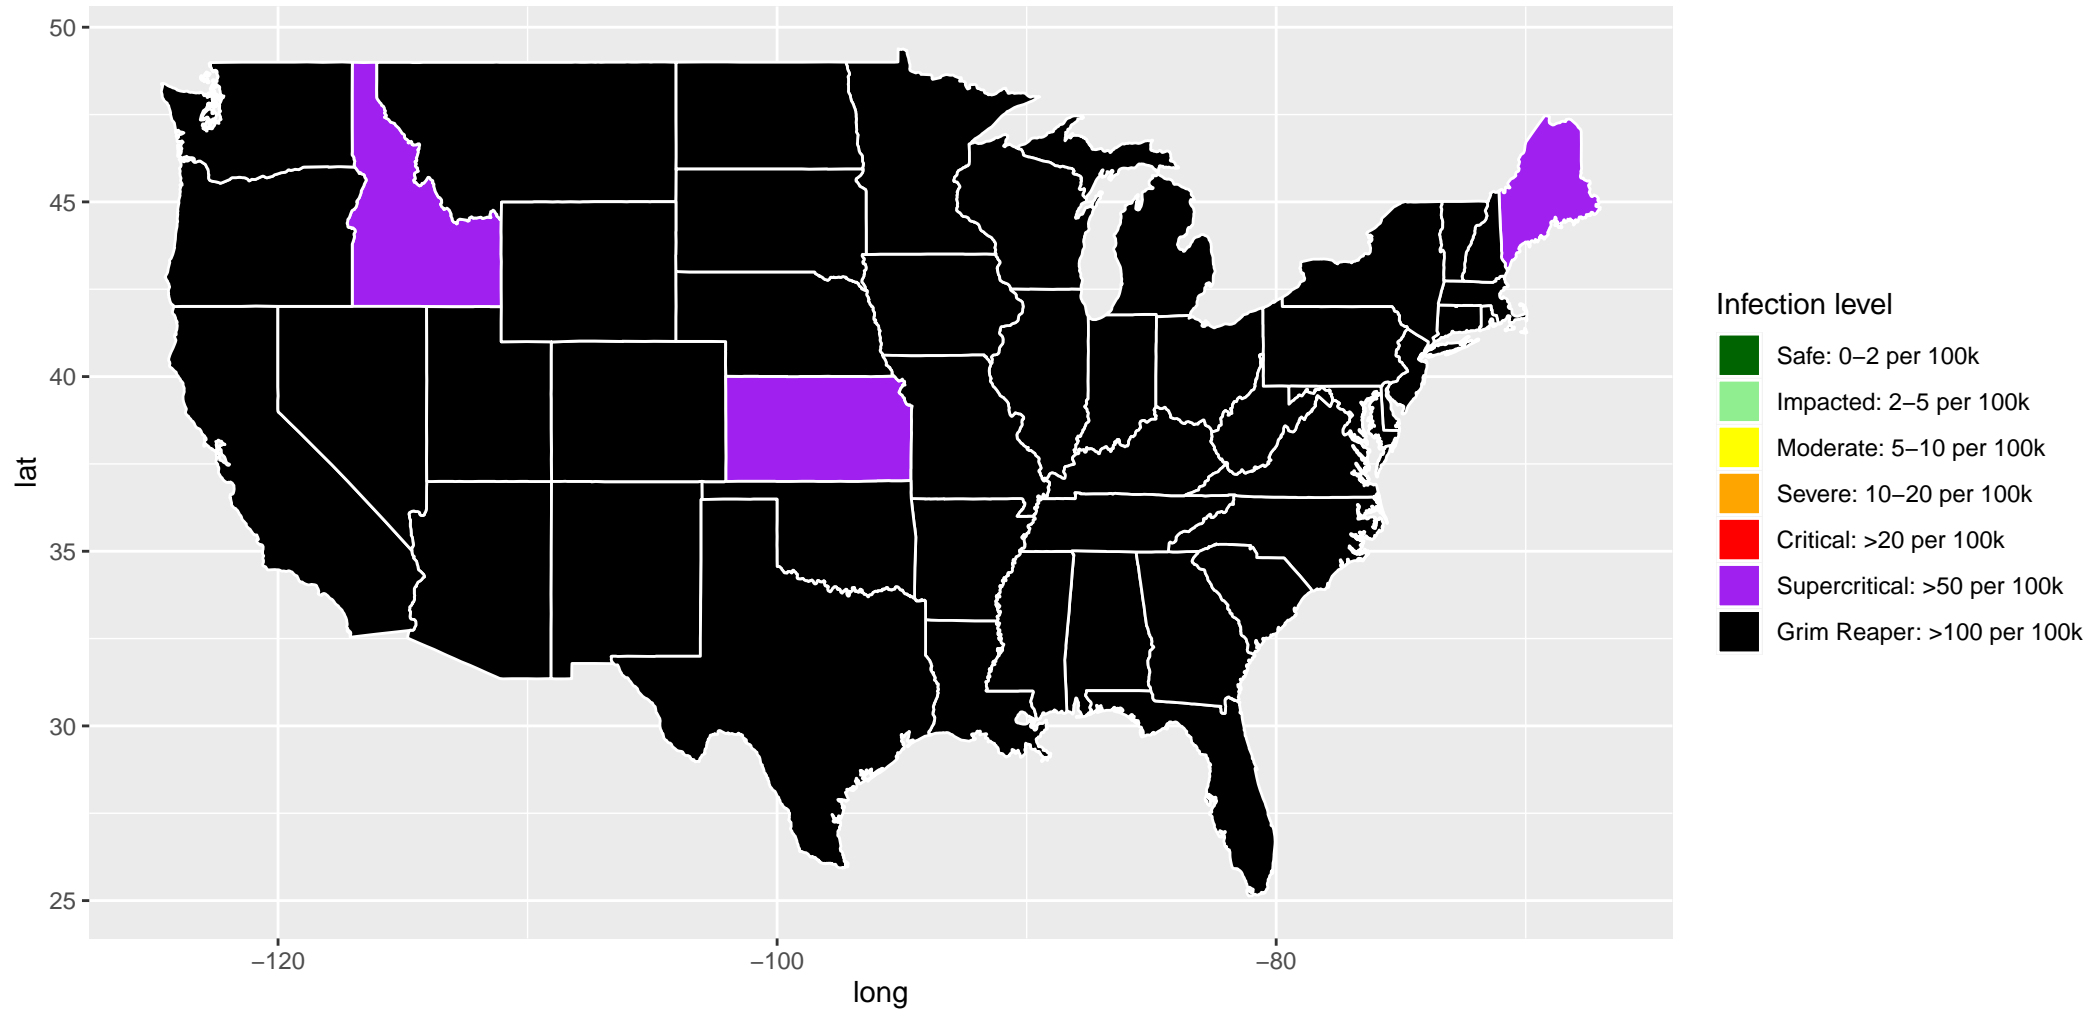 50
45
40
35
30
25
lat
−120
−100
−80
long
Infection level
Safe: 0−2 per 100k
Impacted: 2−5 per 100k
Moderate: 5−10 per 100k
Severe: 10−20 per 100k
Critical: >20 per 100k
Supercritical: >50 per 100k
Grim Reaper: >100 per 100k